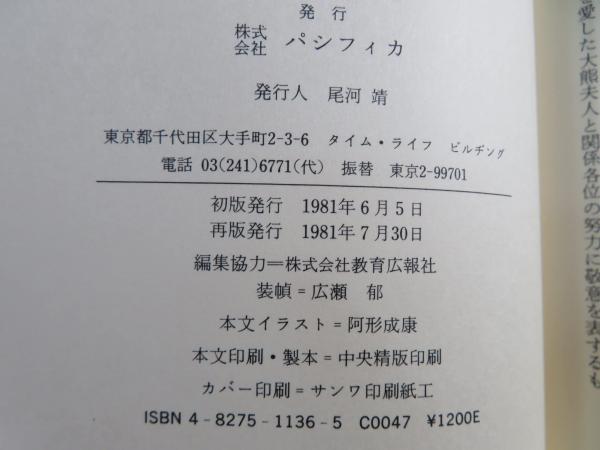 発行
株式会社 パシフィカ
発行人 尾河 靖
東京都千代田区大手町2-3-6 タイム・ライフ ビルヂング
電話 03(241)6771(代) 振替 東京2-99701
初版発行 1981年6月5日
再版発行 1981年7月30日
編集協力=株式会社教育広報社
装幀=広瀬 郁
本文イラスト=阿形成康
本文印刷・製本=中央精版印刷
カバー印刷=サンワ印刷紙工
ISBN 4-8275-1136-5 C0047 ¥1200E
愛した大熊夫人と関係各位の努力に敬意を表するも